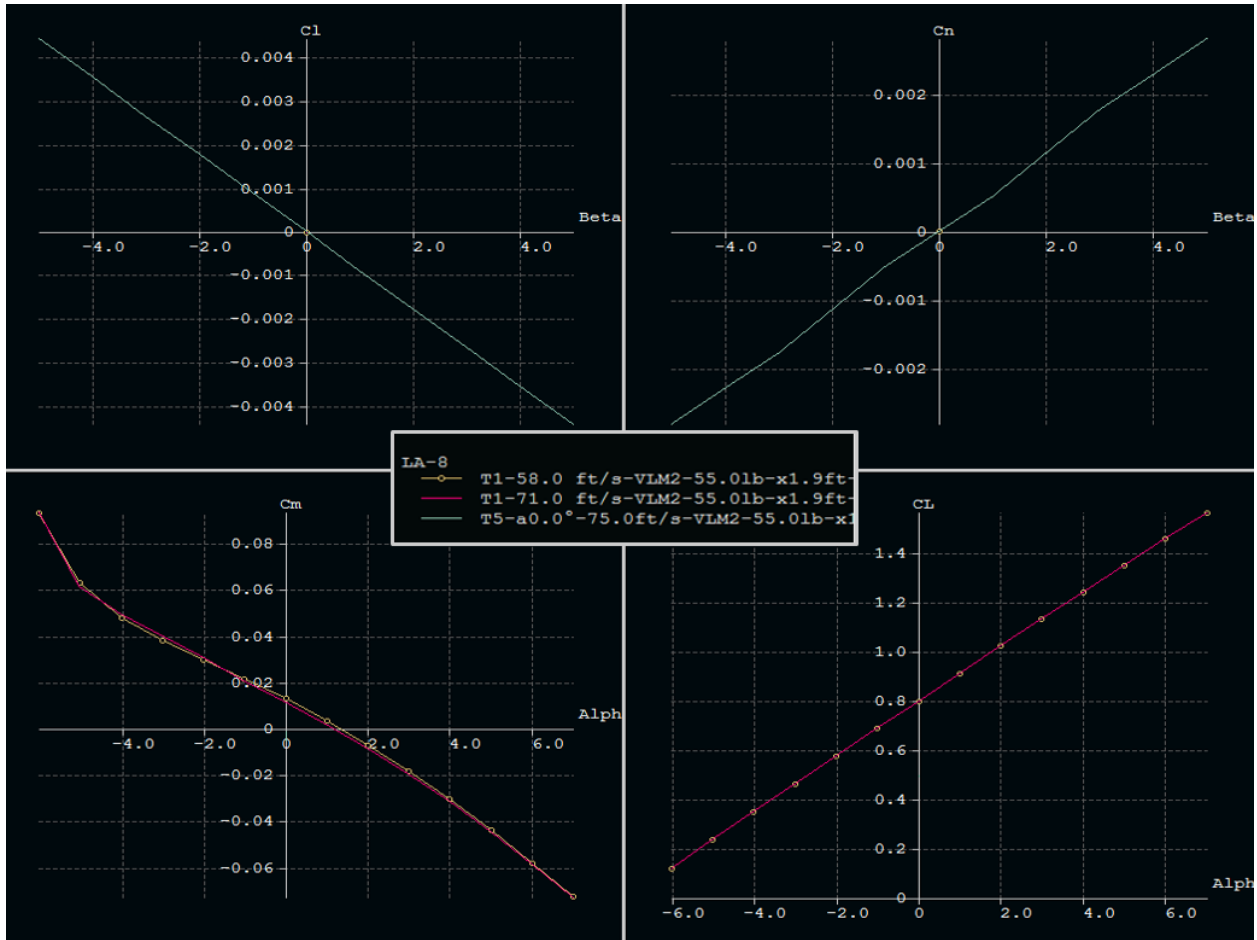 Cl
0.004
0.003
0.002
0.001
0
-0.001
-0.002
-0.003
-0.004
-4.0 -2.0 0 2.0 4.0
Beta
Cn
0.002
0.001
0
-0.001
-0.002
-4.0 -2.0 0 2.0 4.0
Beta
LA-8
T1-58.0 ft/s-VLM2-55.0lb-x1.9ft-
T1-71.0 ft/s-VLM2-55.0lb-x1.9ft-
T5-a0.0°-75.0ft/s-VLM2-55.0lb-x1
Cm
0.08
0.06
0.04
0.02
0
-0.02
-0.04
-0.06
-4.0 -2.0 0 2.0 4.0 6.0
Alph
CL
1.4
1.2
1.0
0.8
0.6
0.4
0.2
0
-6.0 -4.0 -2.0 0 2.0 4.0 6.0
Alph